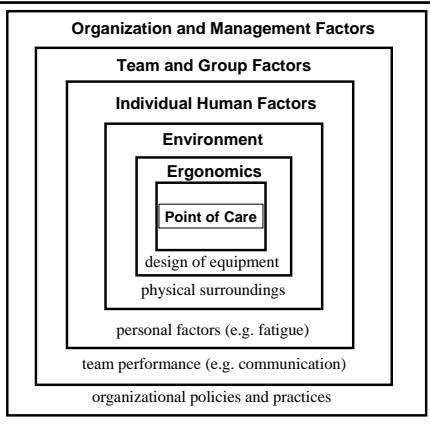 Organization and Management Factors
Team and Group Factors
Individual Human Factors
Environment
Ergonomics
Point of Care
design of equipment
physical surroundings
personal factors (e.g. fatigue)
team performance (e.g. communication)
organizational policies and practices